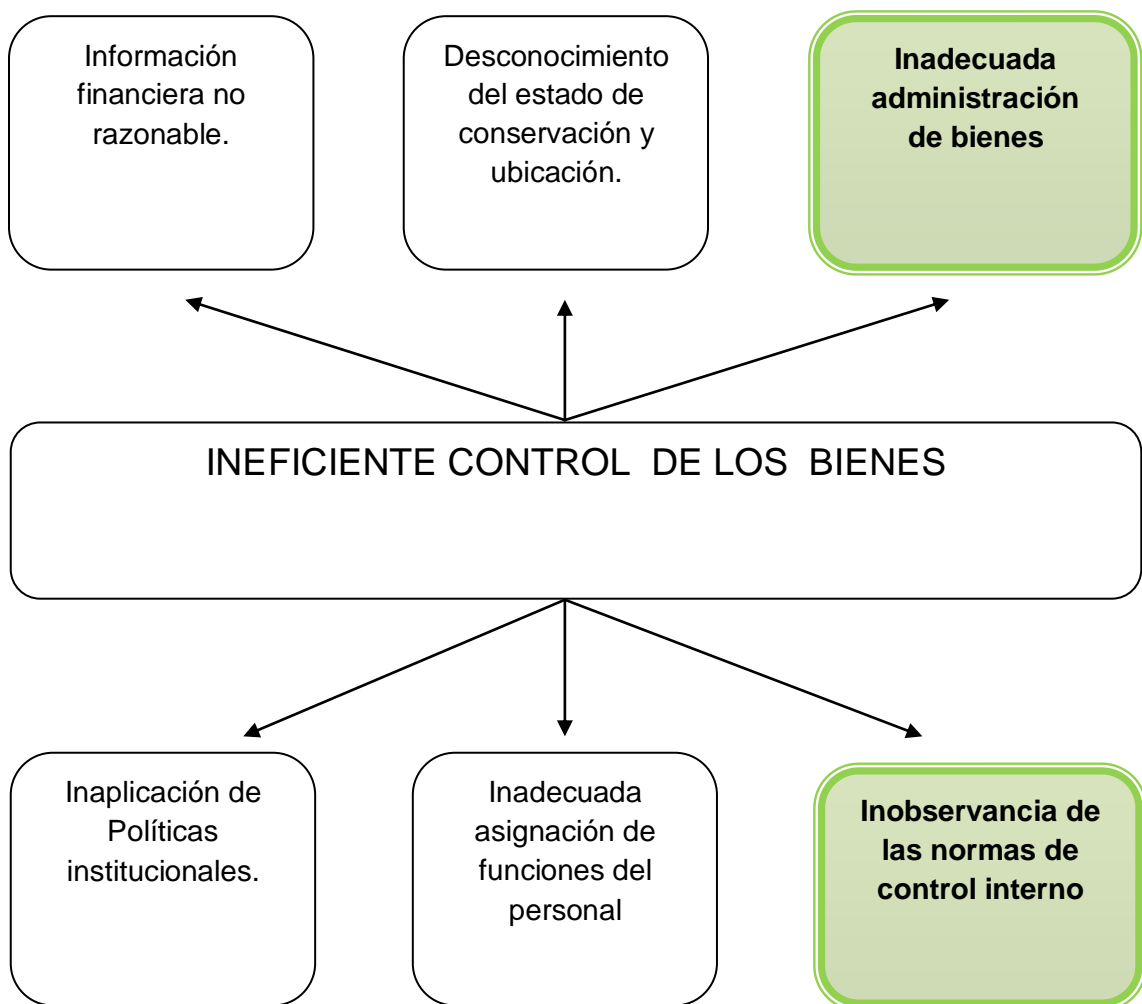 Información
financiera no
razonable.
Desconocimiento
del estado de
conservación y
ubicación.
Inadecuada
administración
de bienes
INEFICIENTE CONTROL DE LOS BIENES
Inaplicación de
Políticas
institucionales.
Inadecuada
asignación de
funciones del
personal
Inobservancia de
las normas de
control interno